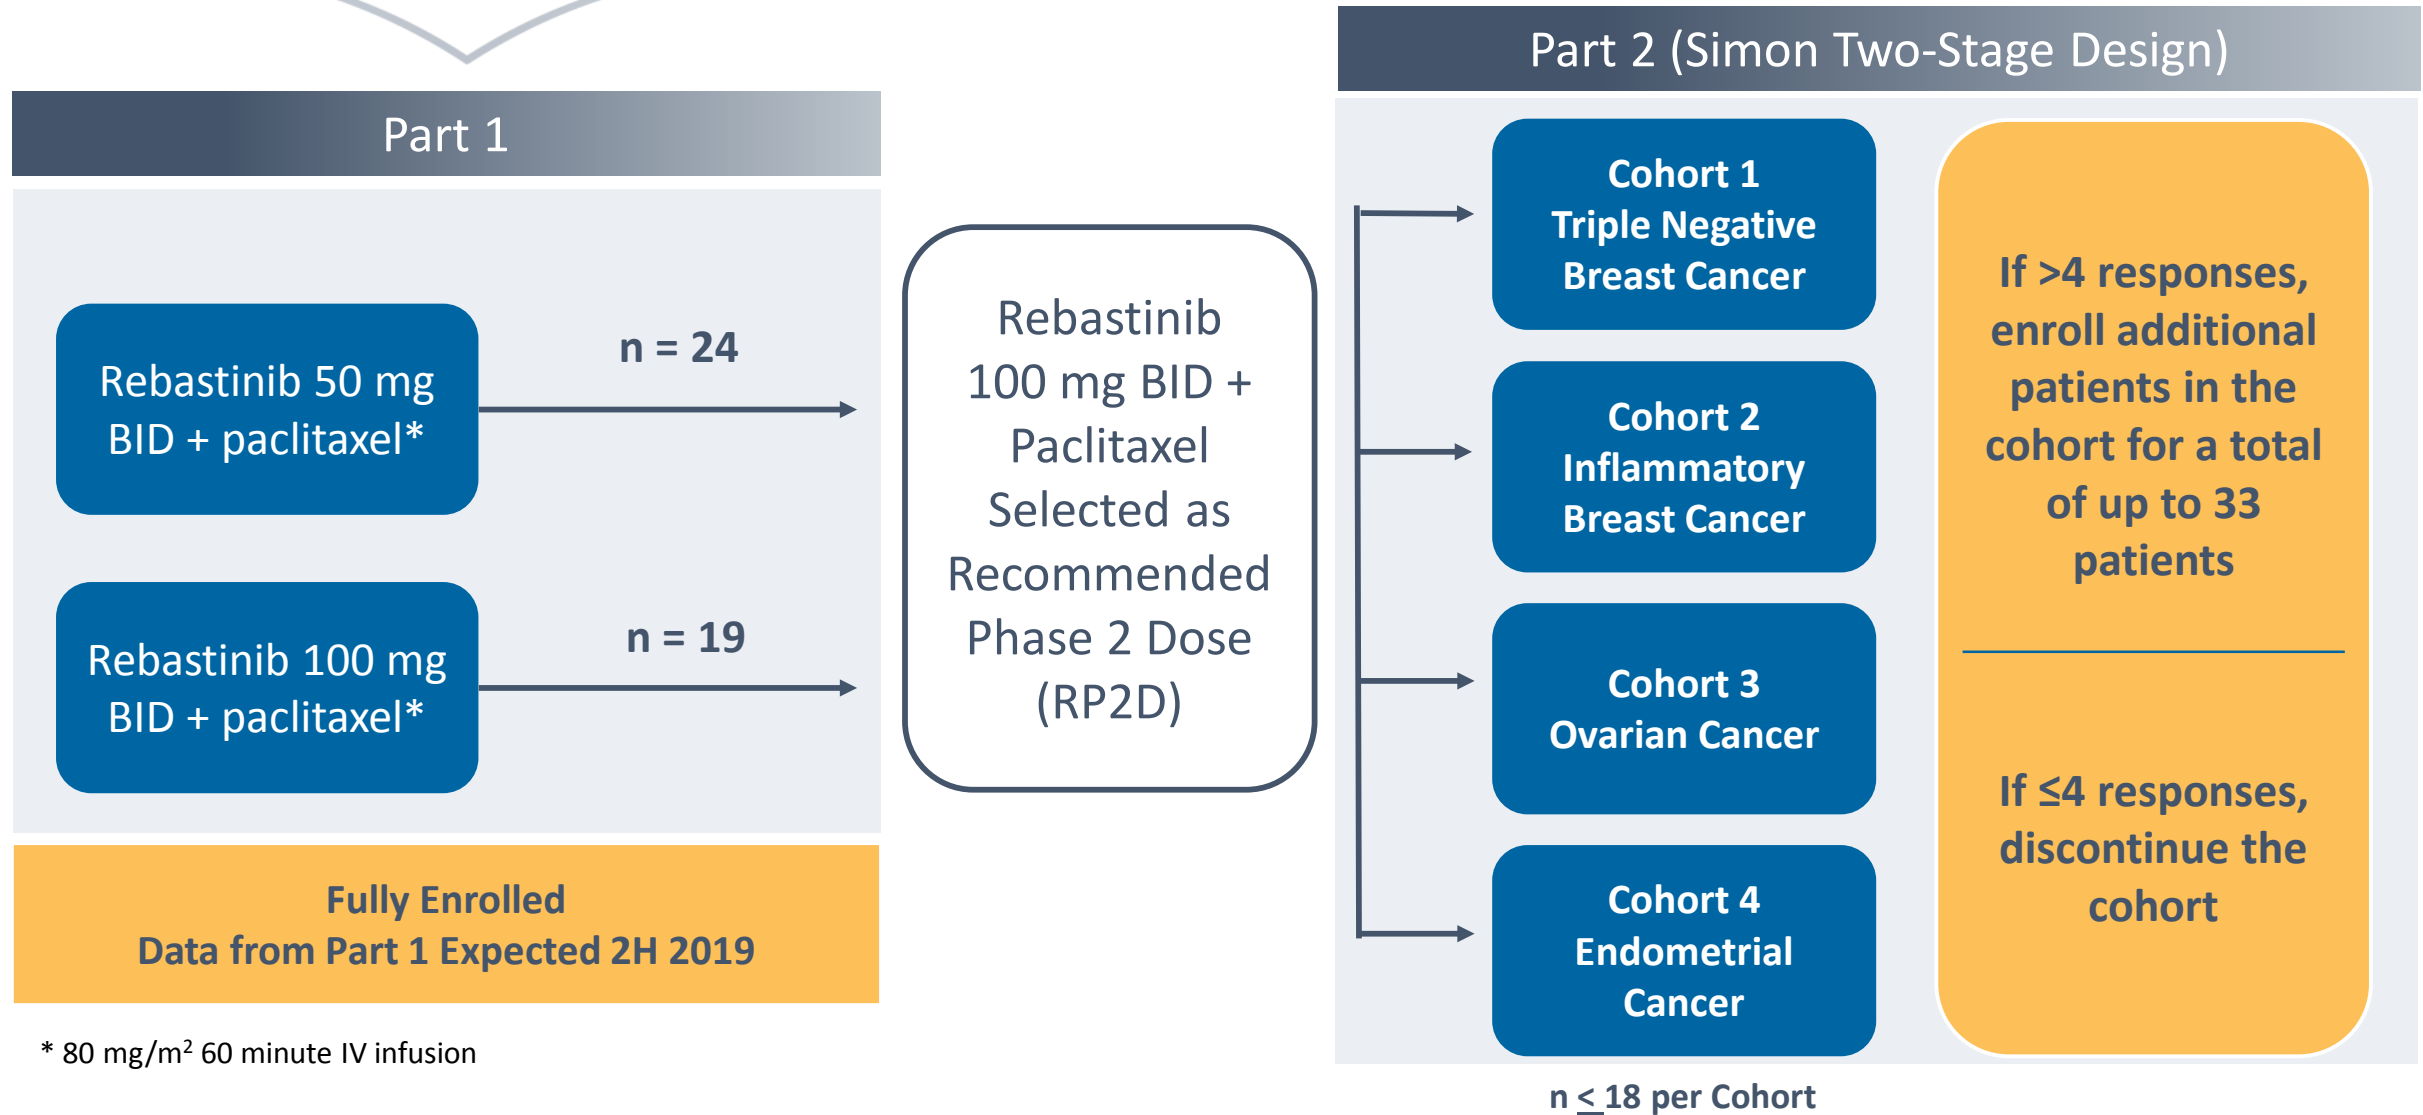 Part 1
Rebastinib 50 mg
BID + paclitaxel*
n = 24
Rebastinib 100 mg
BID + paclitaxel*
n = 19
Fully Enrolled
Data from Part 1 Expected 2H 2019
* 80 mg/m² 60 minute IV infusion
Rebastinib
100 mg BID +
Paclitaxel
Selected as
Recommended
Phase 2 Dose
(RP2D)
Part 2 (Simon Two-Stage Design)
Cohort 1
Triple Negative
Breast Cancer
Cohort 2
Inflammatory
Breast Cancer
Cohort 3
Ovarian Cancer
Cohort 4
Endometrial
Cancer
n < 18 per Cohort
If >4 responses,
enroll additional
patients in the
cohort for a total
of up to 33
patients
If ≤4 responses,
discontinue the
cohort